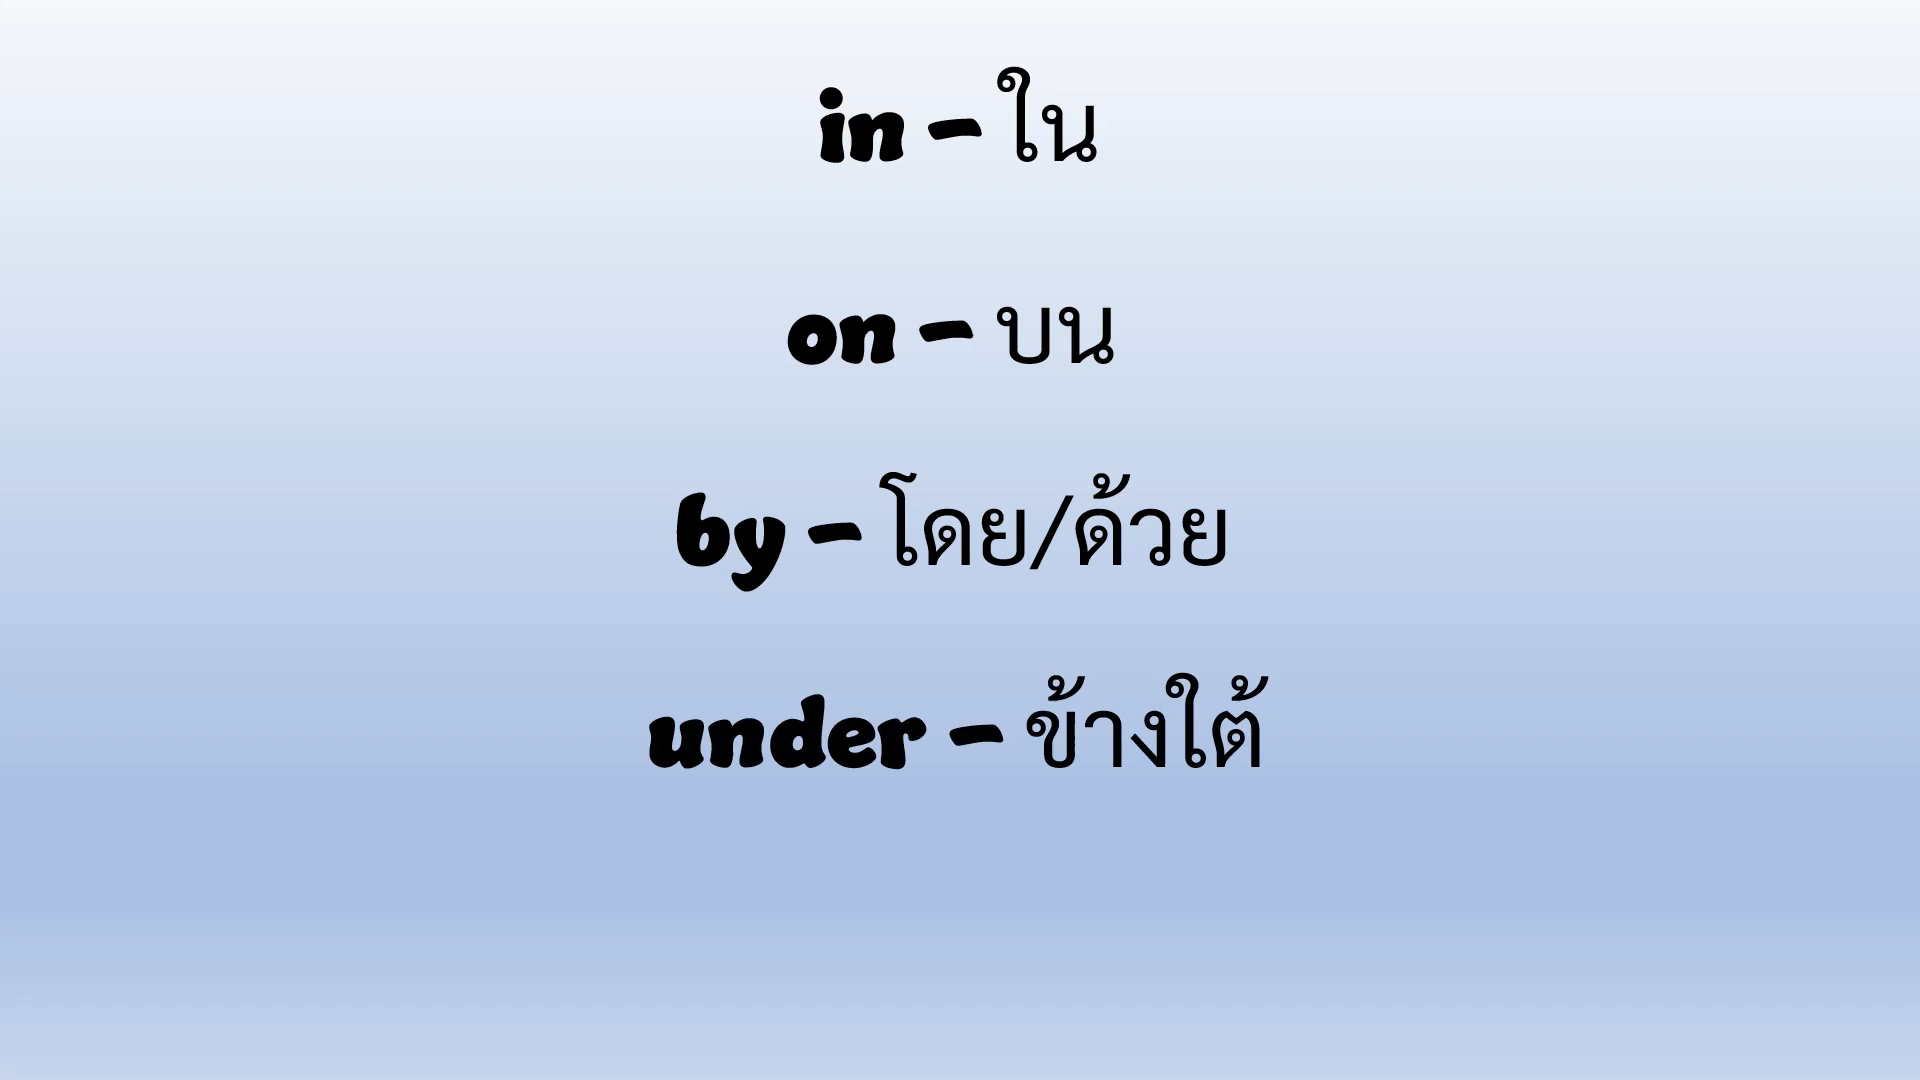 in – ใน
on – บน
by – โดย/ด้วย
under – ข้างใต้